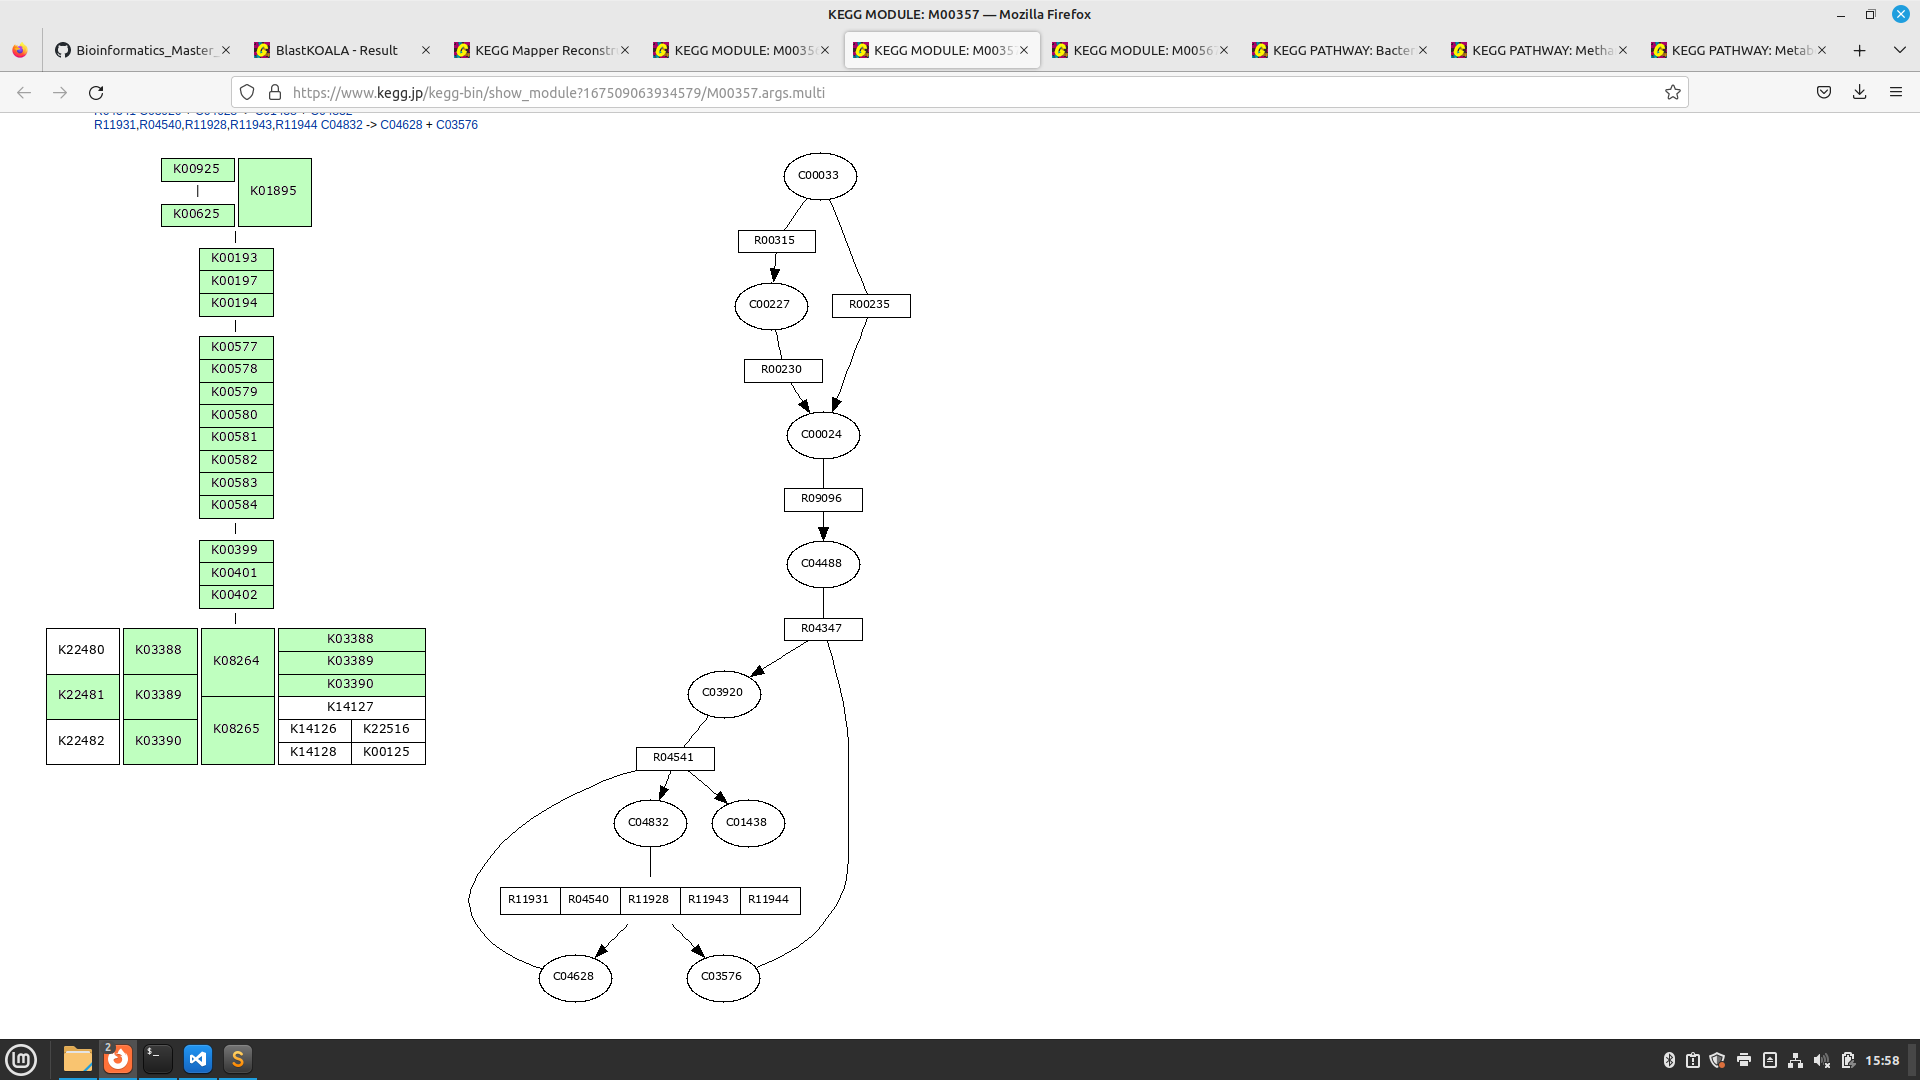 KEGG MODULE: M00357 — Mozilla Firefox
Bioinformatics_Master_
BlastKOALA - Result
KEGG Mapper Reconstr
KEGG MODULE: M0035
KEGG MODULE: M00357
KEGG MODULE: M00567
KEGG PATHWAY: Bacter
KEGG PATHWAY: Metha
KEGG PATHWAY: Metab
https://www.kegg.jp/kegg-bin/show_module?167509063934579/M00357.args.multi
R11931,R04540,R11928,R11943,R11944 C04832 -> C04628 + C03576
K00925
K01895
K00625
K00193
K00197
K00194
K00577
K00578
K00579
K00580
K00581
K00582
K00583
K00584
K00399
K00401
K00402
K22480
K22481
K22482
K03388
K03389
K03390
K08264
K08265
K03388
K03389
K03390
K14127
K14126 K22516
K14128 K00125
C00033
R00315
C00227
R00235
R00230
C00024
R09096
C04488
R04347
C03920
R04541
C04832
C01438
R11931 R04540 R11928 R11943 R11944
C04628
C03576
lm
2
$_
S
15:58